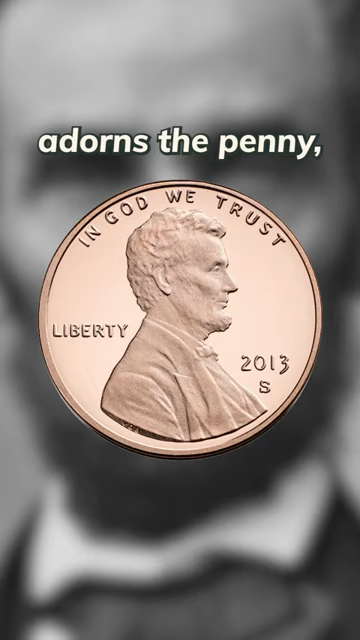 adorns the penny,
IN GOD WE TRUST
LIBERTY
2013
S